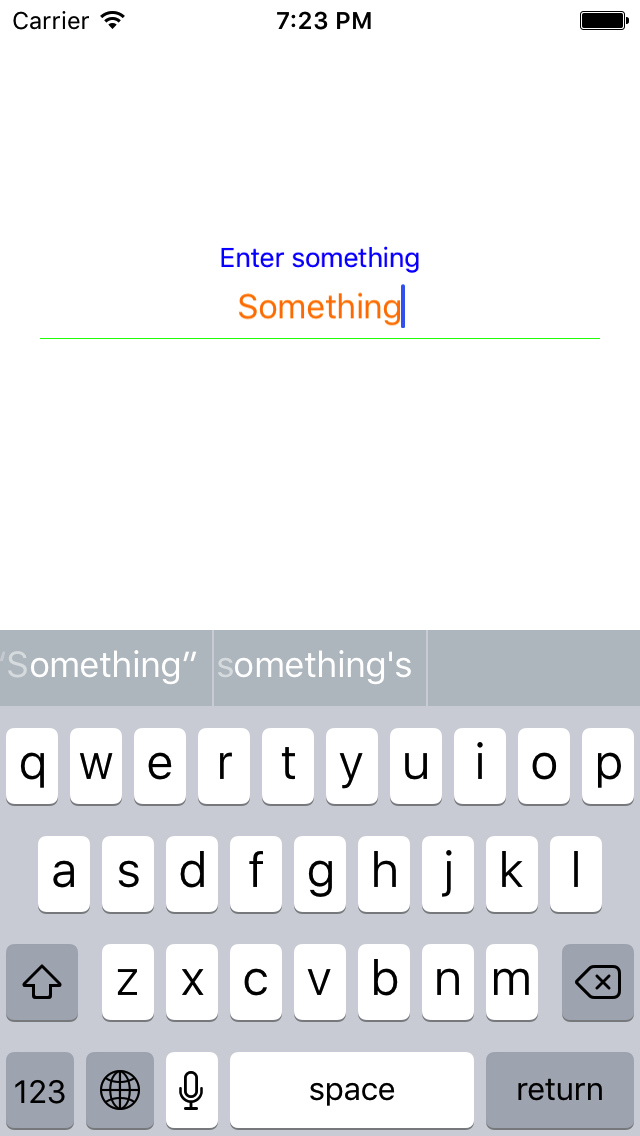 Carrier 7:23 PM
Enter something
Something
“Something” something's
q w e r t y u i o p
a s d f g h j k l
z x c v b n m
123 space return